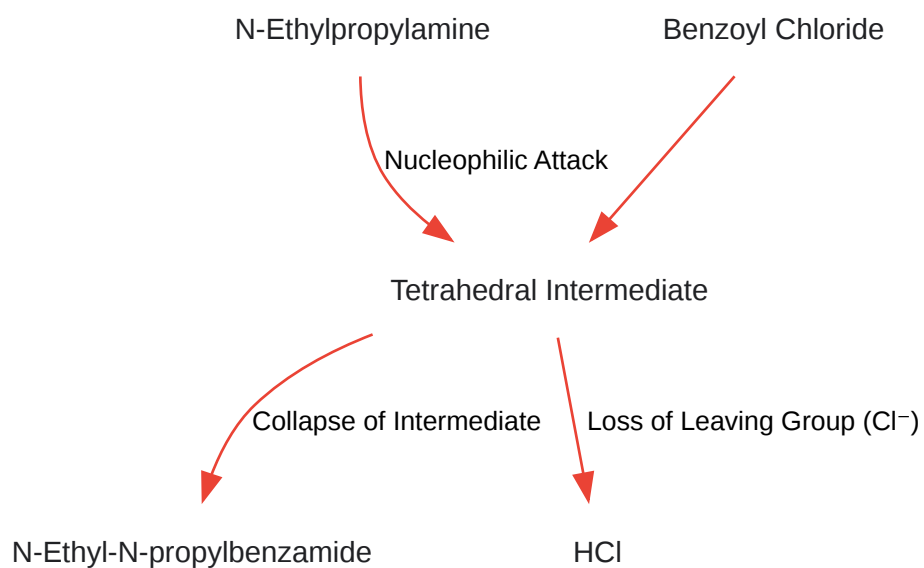 N-Ethylpropylamine
Benzoyl Chloride
Nucleophilic Attack
Tetrahedral Intermediate
Collapse of Intermediate
Loss of Leaving Group (Cl⁻)
N-Ethyl-N-propylbenzamide
HCl